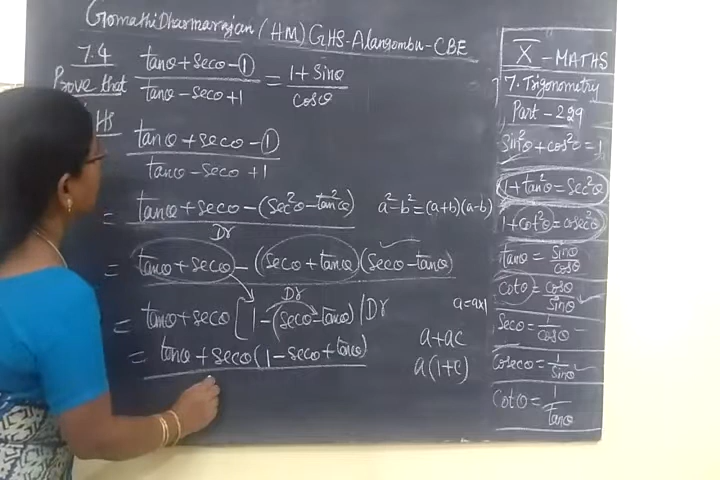 Gomathi Dharmarajan (HM) GHS-Alangombu-CBE
7.4
Prove that (tanθ + secθ - 1)/(tanθ - secθ + 1) = (1 + sinθ)/cosθ
HS
(tanθ + secθ - 1)/(tanθ - secθ + 1)
= (tanθ + secθ - (sec²θ - tan²θ))/Dr
a²-b² = (a+b)(a-b)
= (tanθ + secθ - (secθ + tanθ)(secθ - tanθ))/Dr
= tanθ + secθ [1 - (secθ - tanθ) / Dr
a = a×1
= tanθ + secθ (1 - secθ + tanθ)
a + ac
a(1+c)
X - MATHS
7. Trigonometry
Part - 229
sin²θ + cos²θ = 1
1 + tan²θ = sec²θ
1 + cot²θ = cosec²θ
tanθ = sinθ/cosθ
cotθ = cosθ/sinθ
secθ = 1/cosθ
cosecθ = 1/sinθ
cotθ = 1/tanθ